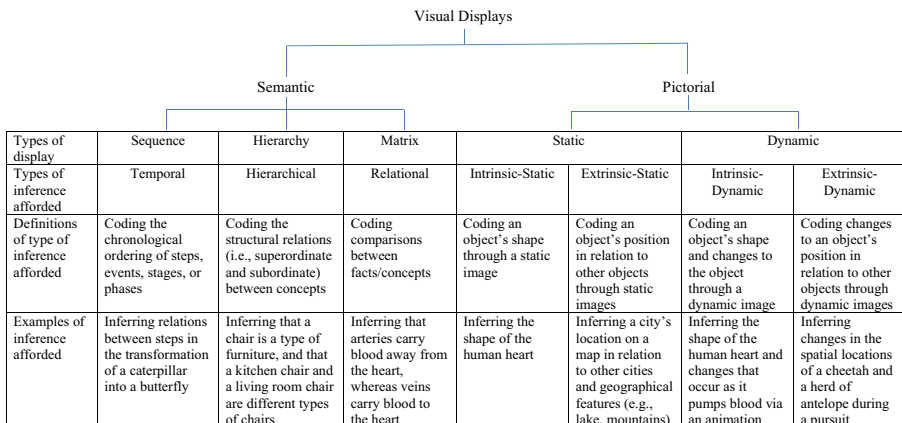 Visual Displays
Semantic
Pictorial
Types of
display
Sequence
Hierarchy
Matrix
Static
Dynamic
Types of
inference
afforded
Temporal
Hierarchical
Relational
Intrinsic-Static
Extrinsic-Static
Intrinsic-
Dynamic
Extrinsic-
Dynamic
Definitions
of type of
inference
afforded
Coding the
chronological
ordering of steps,
events, stages, or
phases
Coding the
structural relations
(i.e., superordinate
and subordinate)
between concepts
Coding
comparisons
between
facts/concepts
Coding an
object’s shape
through a static
image
Coding an
object’s position
in relation to
other objects
through static
images
Coding an
object’s shape
and changes to
the object
through a
dynamic image
Coding changes
to an object’s
position in
relation to other
objects through
dynamic images
Examples of
inference
afforded
Inferring relations
between steps in
the transformation
of a caterpillar
into a butterfly
Inferring that a
chair is a type of
furniture, and that
a kitchen chair and
a living room chair
are different types
of chairs
Inferring that
arteries carry
blood away from
the heart,
whereas veins
carry blood to
the heart
Inferring the
shape of the
human heart
Inferring a city’s
location on a
map in relation
to other cities
and geographical
features (e.g.,
lake, mountains)
Inferring the
shape of the
human heart and
changes that
occur as it
pumps blood via
an animation
Inferring
changes in the
spatial locations
of a cheetah and
a herd of
antelope during
a pursuit